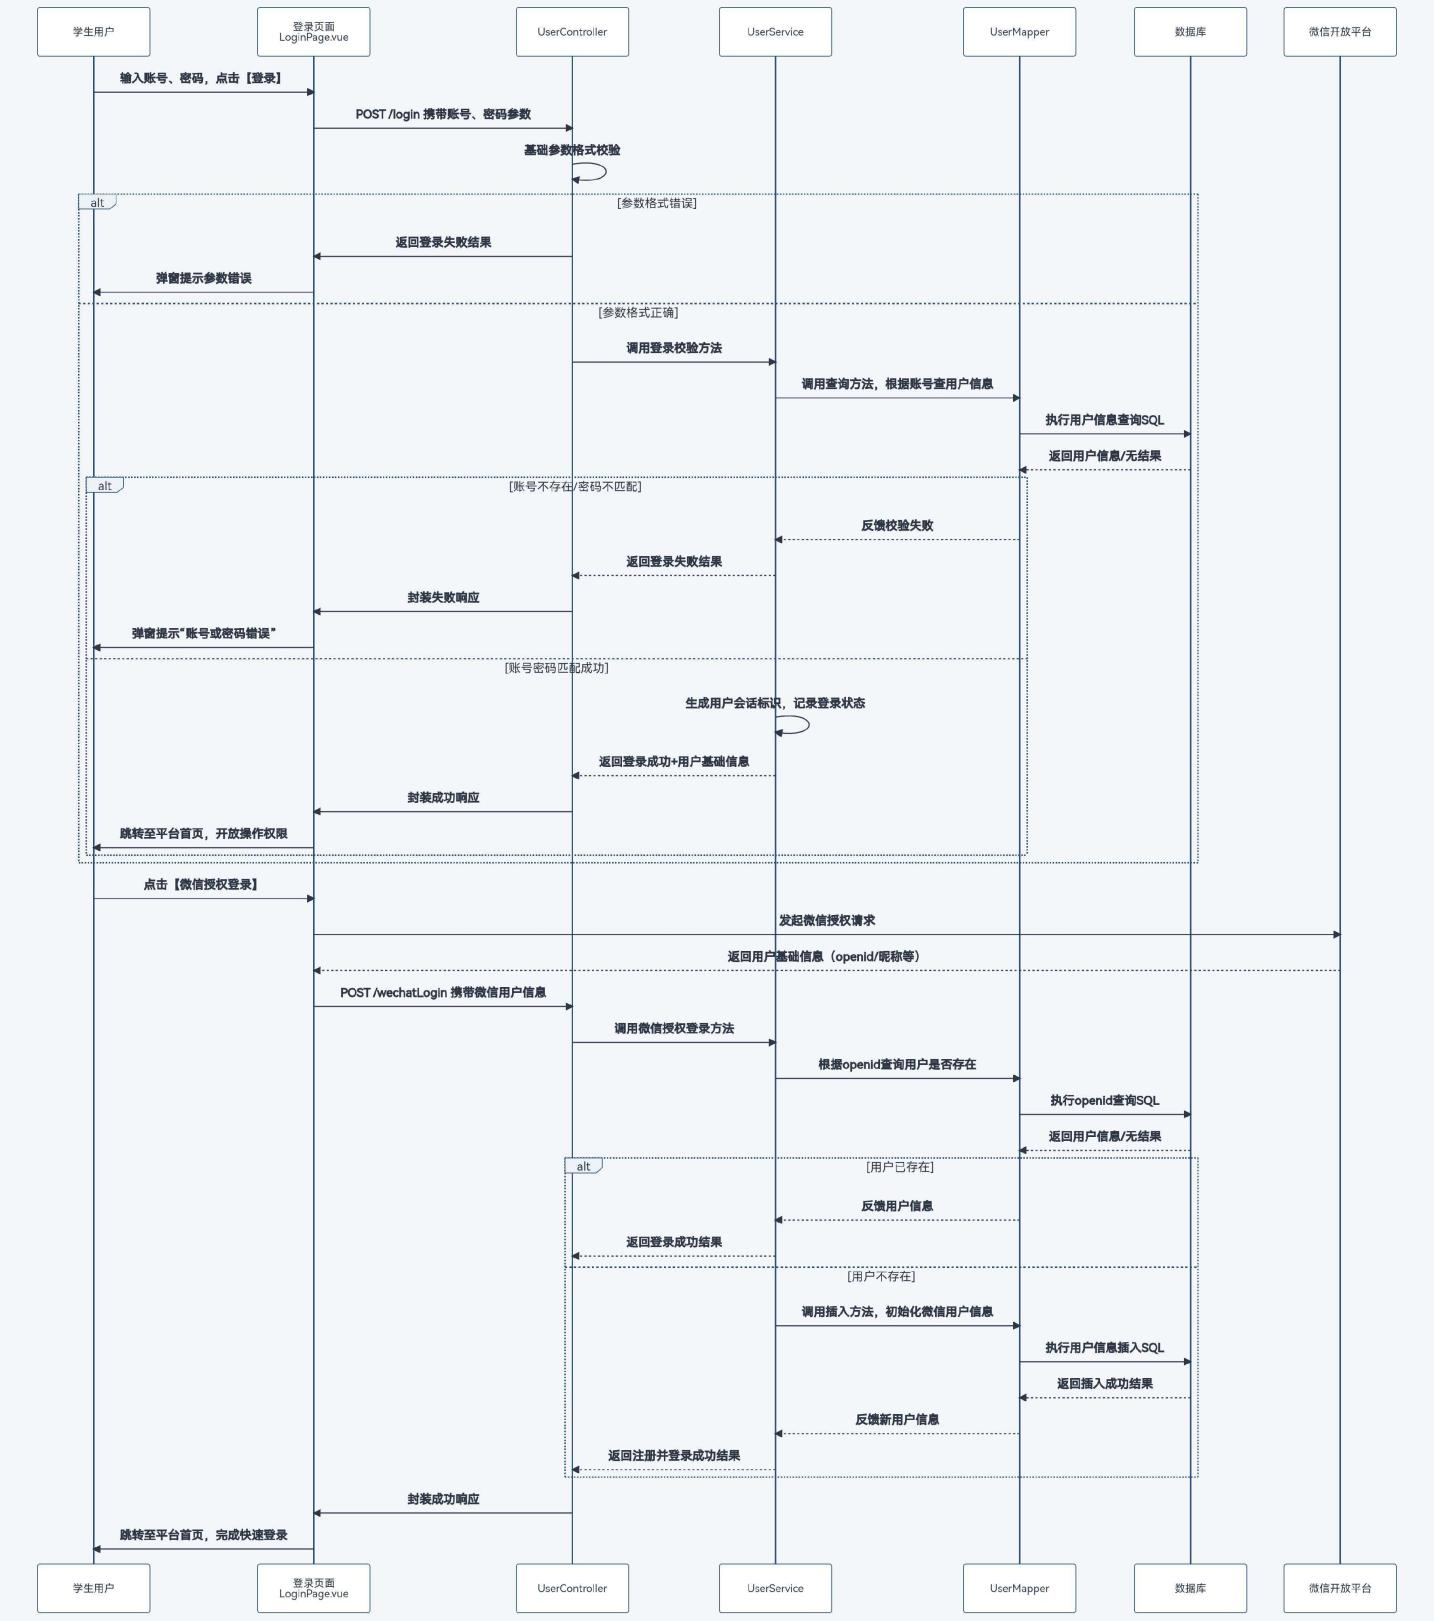 学生用户
登录页面
LoginPage.vue
UserController
UserService
UserMapper
数据库
微信开放平台
输入账号、密码，点击【登录】
POST /login 携带账号、密码参数
基础参数格式校验
alt
[参数格式错误]
返回登录失败结果
弹窗提示参数错误
[参数格式正确]
调用登录校验方法
调用查询方法，根据账号查用户信息
执行用户信息查询SQL
返回用户信息/无结果
alt
[账号不存在/密码不匹配]
反馈校验失败
返回登录失败结果
封装失败响应
弹窗提示“账号或密码错误”
[账号密码匹配成功]
生成用户会话标识，记录登录状态
返回登录成功+用户基础信息
封装成功响应
跳转至平台首页，开放操作权限
点击【微信授权登录】
发起微信授权请求
返回用户基础信息（openid/昵称等）
POST /wechatLogin 携带微信用户信息
调用微信授权登录方法
根据openid查询用户是否存在
执行openid查询SQL
返回用户信息/无结果
alt
[用户已存在]
反馈用户信息
返回登录成功结果
[用户不存在]
调用插入方法，初始化微信用户信息
执行用户信息插入SQL
返回插入成功结果
反馈新用户信息
返回注册并登录成功结果
封装成功响应
跳转至平台首页，完成快速登录
学生用户
登录页面
LoginPage.vue
UserController
UserService
UserMapper
数据库
微信开放平台